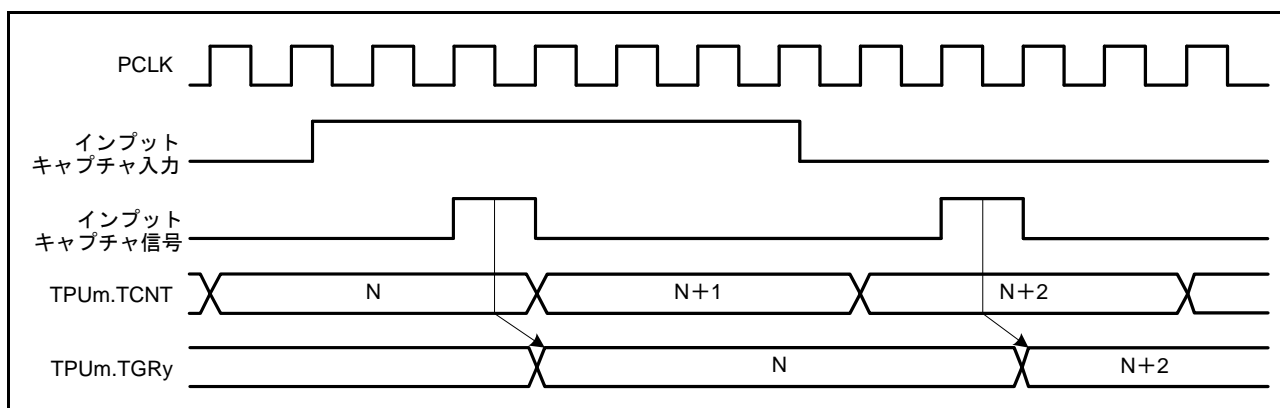 PCLK
インプット
キャプチャ入力
インプット
キャプチャ信号
TPUm.TCNT
N
N+1
N+2
TPUm.TGRy
N
N+2